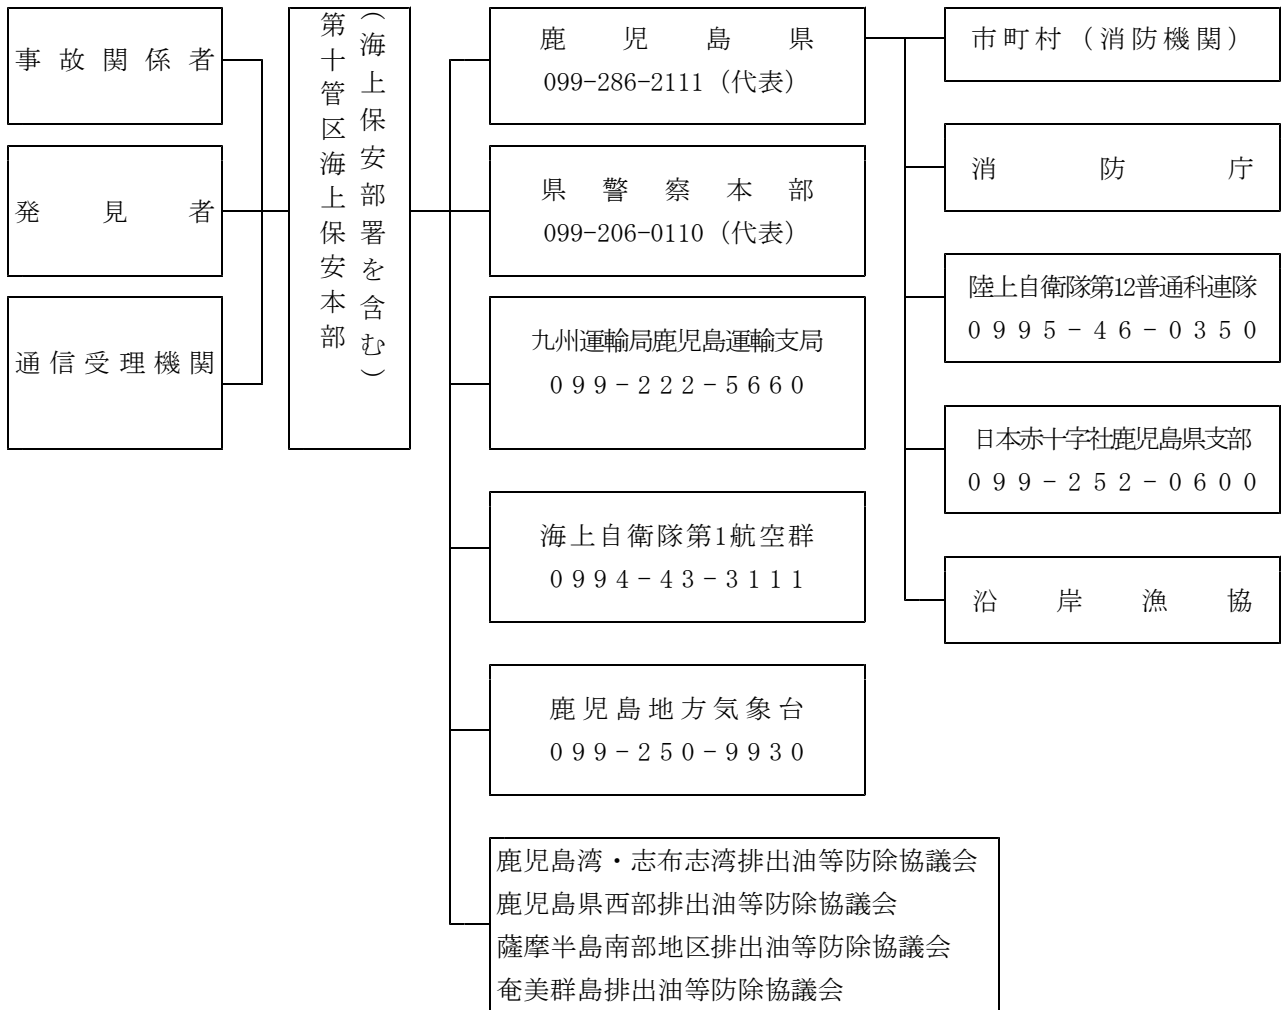 事故関係者
発見者
通信受理機関
第十管区海上保安本部
（海上保安部署を含む）
鹿児島県
099-286-2111（代表）
県警察本部
099-206-0110（代表）
九州運輸局鹿児島運輸支局
099-222-5660
海上自衛隊第1航空群
0994-43-3111
鹿児島地方気象台
099-250-9930
鹿児島湾・志布志湾排出油等防除協議会
鹿児島県西部排出油等防除協議会
薩摩半島南部地区排出油等防除協議会
奄美群島排出油等防除協議会
市町村（消防機関）
消防庁
陸上自衛隊第12普通科連隊
0995-46-0350
日本赤十字社鹿児島県支部
099-252-0600
沿岸漁協